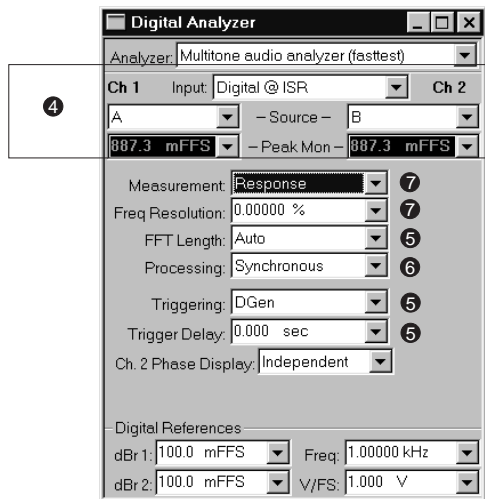 Digital Analyzer
Analyzer: Multitone audio analyzer (fasttest)
Ch 1 Input: Digital @ ISR Ch 2
4
A – Source – B
887.3 mFFS – Peak Mon – 887.3 mFFS
Measurement: Response 7
Freq Resolution: 0.00000 % 7
FFT Length: Auto 5
Processing: Synchronous 6
Triggering: DGen 5
Trigger Delay: 0.000 sec 5
Ch. 2 Phase Display: Independent
Digital References
dBr 1: 100.0 mFFS Freq: 1.00000 kHz
dBr 2: 100.0 mFFS V/FS: 1.000 V